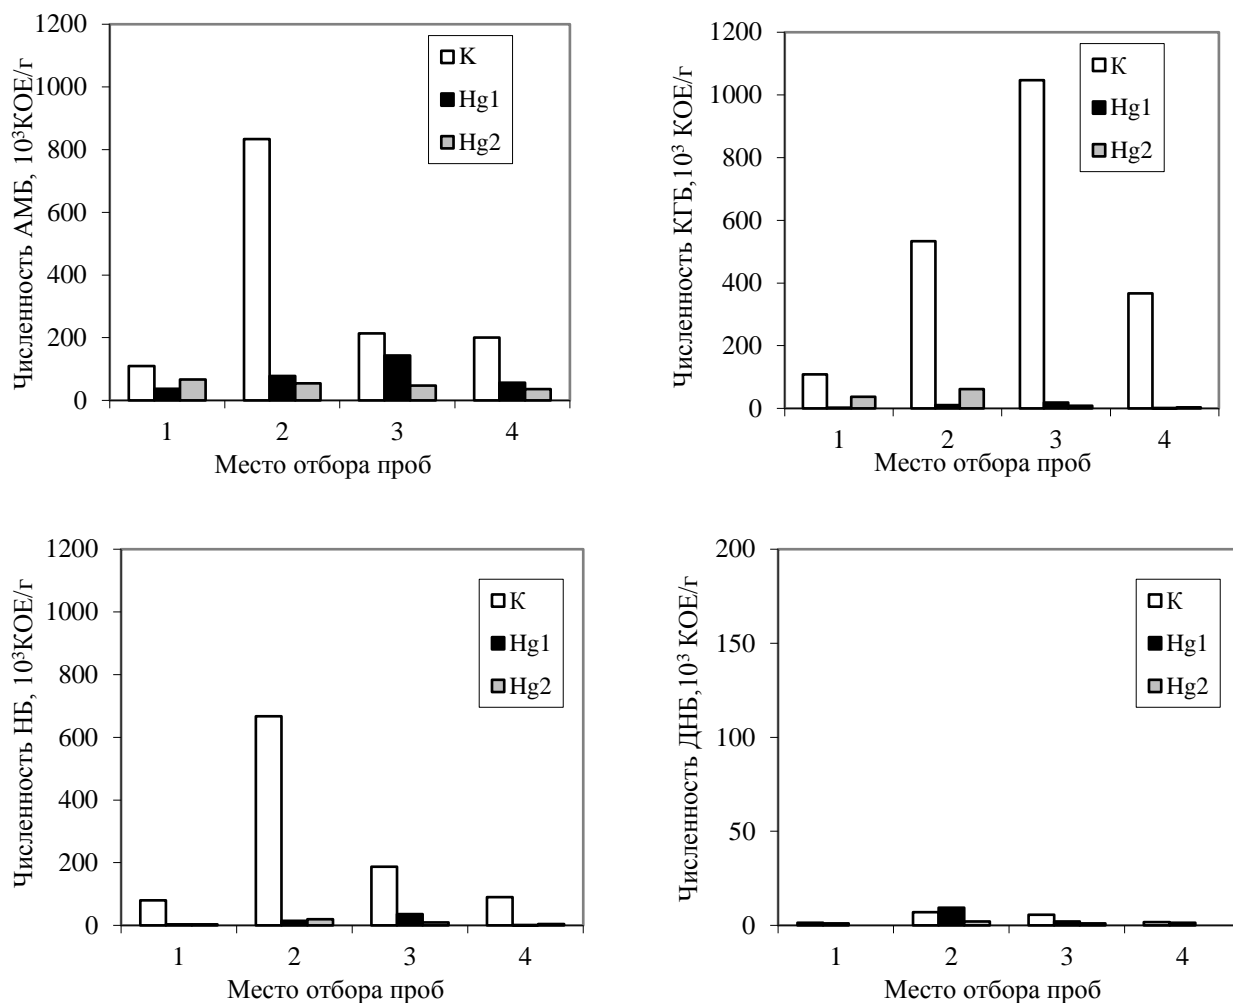 Численность АМБ, 10³КОЕ/г
1200
1000
800
600
400
200
0
K
Hg1
Hg2
1 2 3 4
Место отбора проб
Численность КГБ,10³ КОЕ/г
1200
1000
800
600
400
200
0
К
Hg1
Hg2
1 2 3 4
Место отбора проб
Численность НБ, 10³КОЕ/г
1200
1000
800
600
400
200
0
К
Hg1
Hg2
1 2 3 4
Место отбора проб
Численность ДНБ,10³ КОЕ/г
200
150
100
50
0
К
Hg1
Hg2
1 2 3 4
Место отбора проб